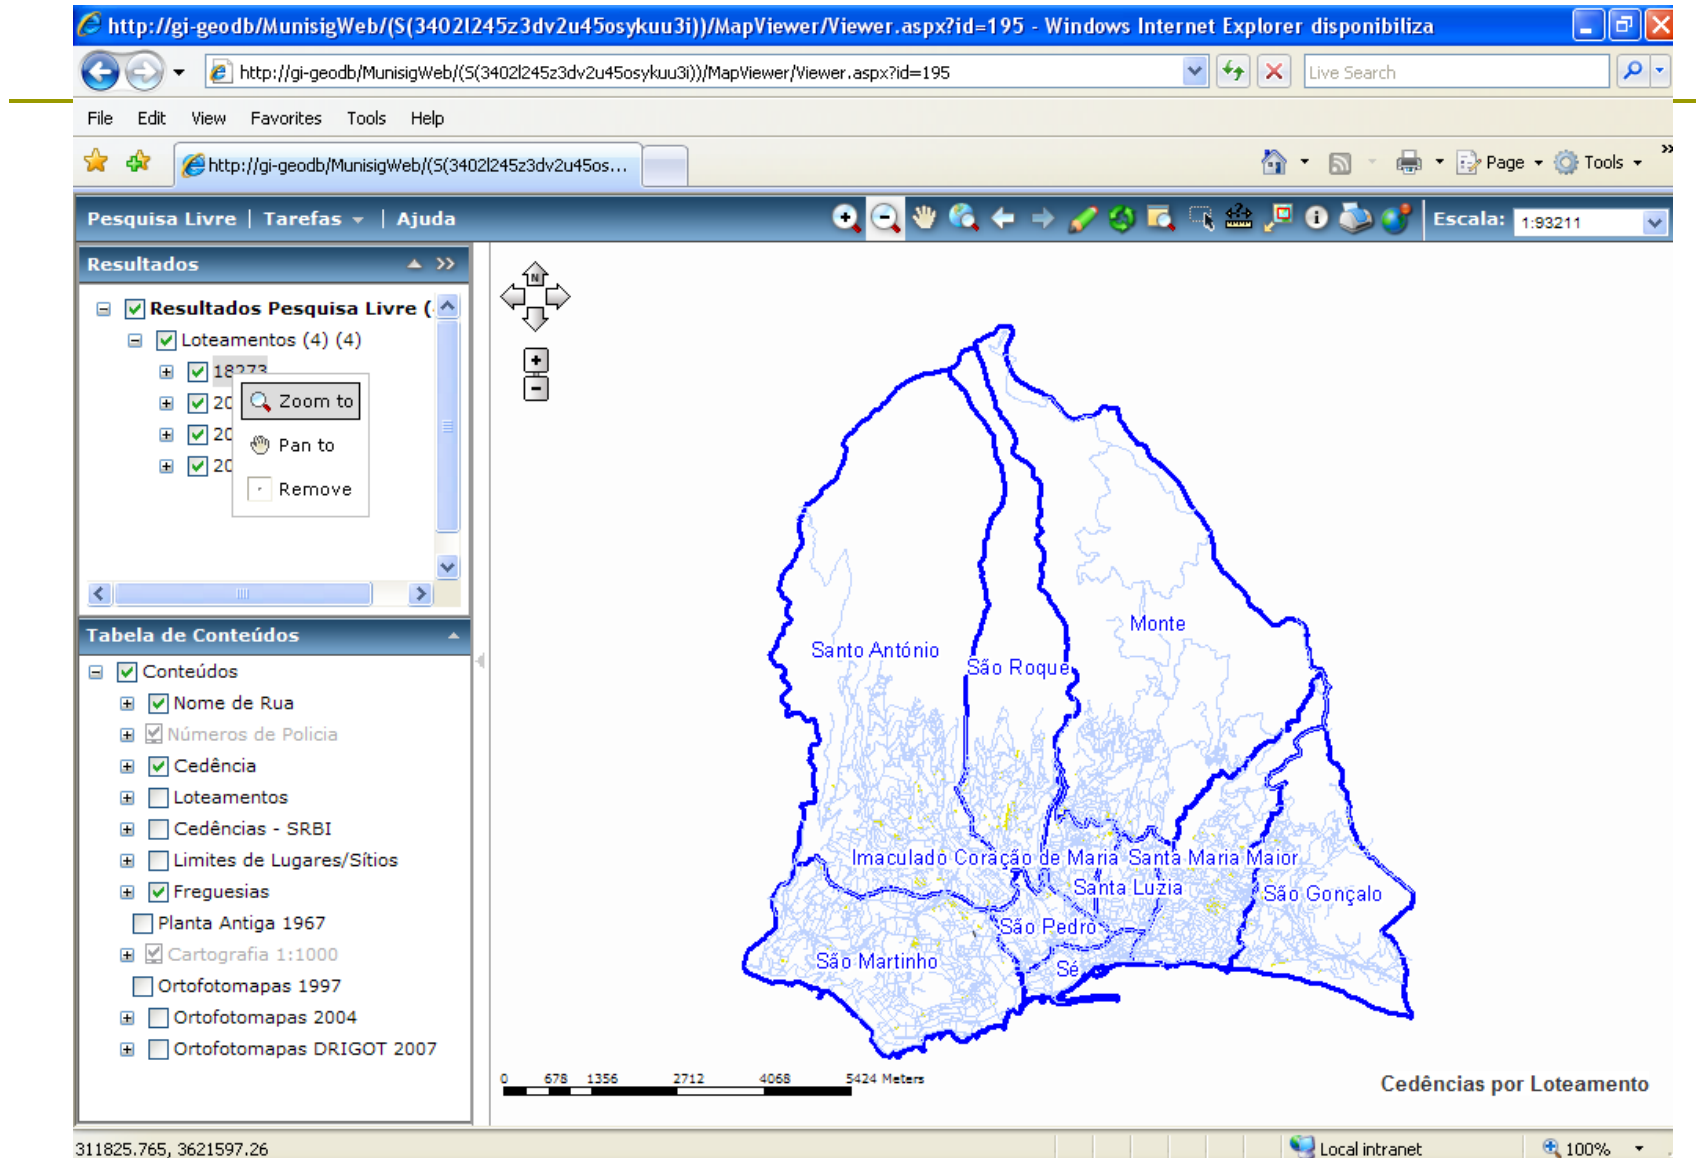 http://gi-geodb/MunisigWeb/(S(3402l245z3dv2u45osykuu3i))/MapViewer/Viewer.aspx?id=195 - Windows Internet Explorer disponibiliza
http://gi-geodb/MunisigWeb/(S(3402l245z3dv2u45osykuu3i))/MapViewer/Viewer.aspx?id=195
Live Search
File Edit View Favorites Tools Help
http://gi-geodb/MunisigWeb/(S(3402l245z3dv2u45os...
Page Tools
Pesquisa Livre | Tarefas | Ajuda
Escala: 1:93211
Resultados
Resultados Pesquisa Livre (
Loteamentos (4) (4)
18273
20
20
20
Zoom to
Pan to
Remove
Tabela de Conteúdos
Conteúdos
Nome de Rua
Números de Policia
Cedência
Loteamentos
Cedências - SRBI
Limites de Lugares/Sítios
Freguesias
Planta Antiga 1967
Cartografia 1:1000
Ortofotomapas 1997
Ortofotomapas 2004
Ortofotomapas DRIGOT 2007
N
Monte
Santo António
São Roque
Imaculado Coração de Maria
Santa Maria Maior
Santa Luzia
São Gonçalo
São Pedro
São Martinho
Sé
0 678 1356 2712 4068 5424 Meters
Cedências por Loteamento
311825.765, 3621597.26
Local intranet
100%